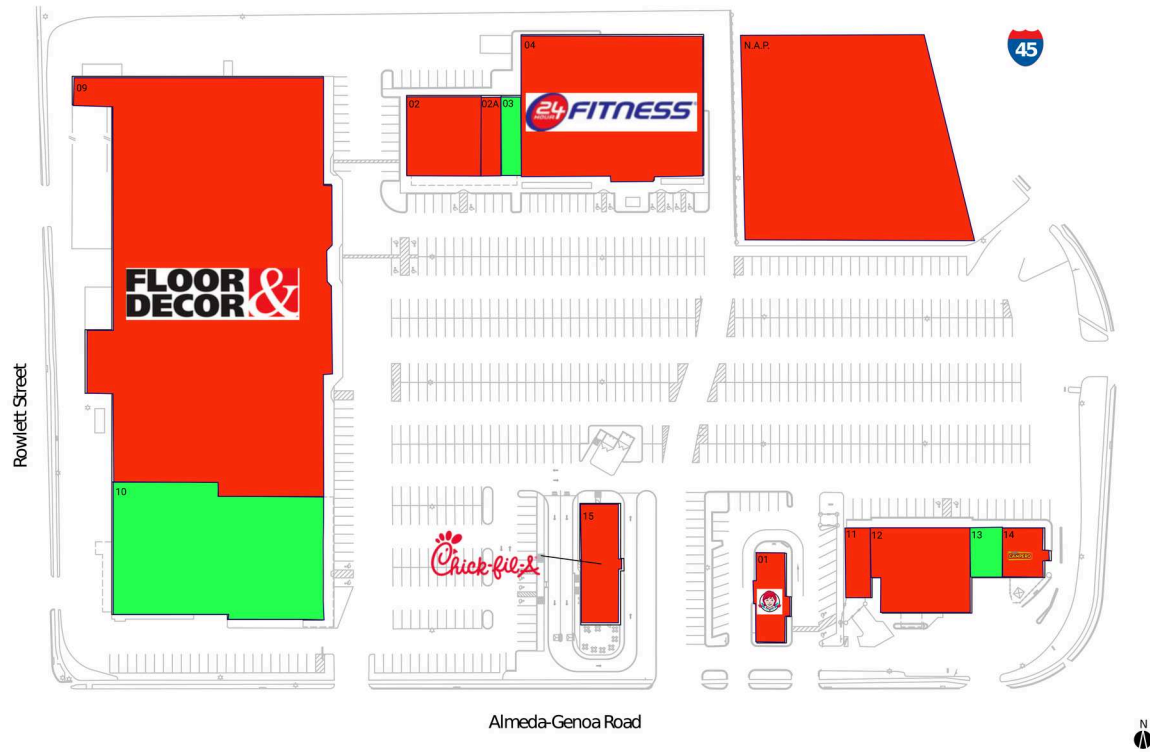 04
N.A.P.
45
09
02
02A
03
24
HOUR
FITNESS
FLOOR
& DECOR
Rowlett Street
10
15
Chick-fil-A
11
12
13
14
CAMPERO
01
Almeda-Genoa Road
N